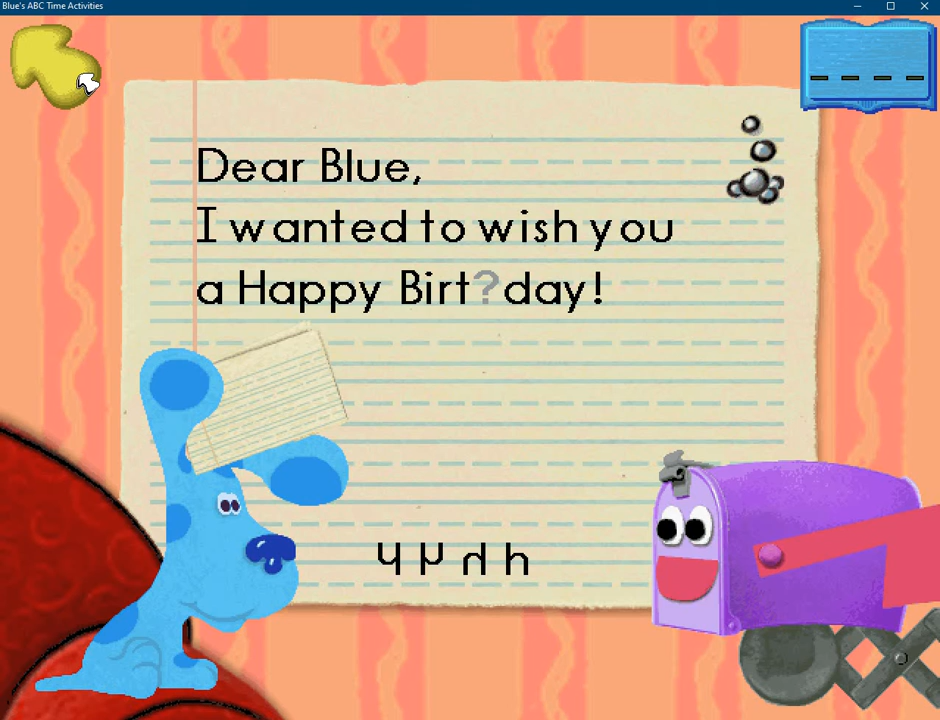 Blue's ABC Time Activities
Dear Blue,
I wanted to wish you
a Happy Birt?day!
h